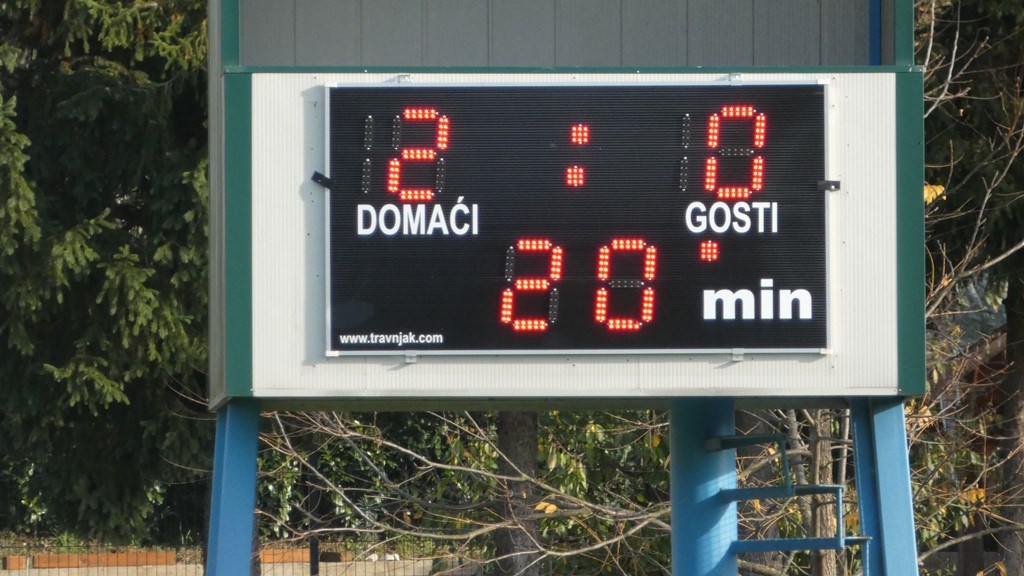 2 : 0
DOMAĆI GOSTI
20 min
www.travnjak.com